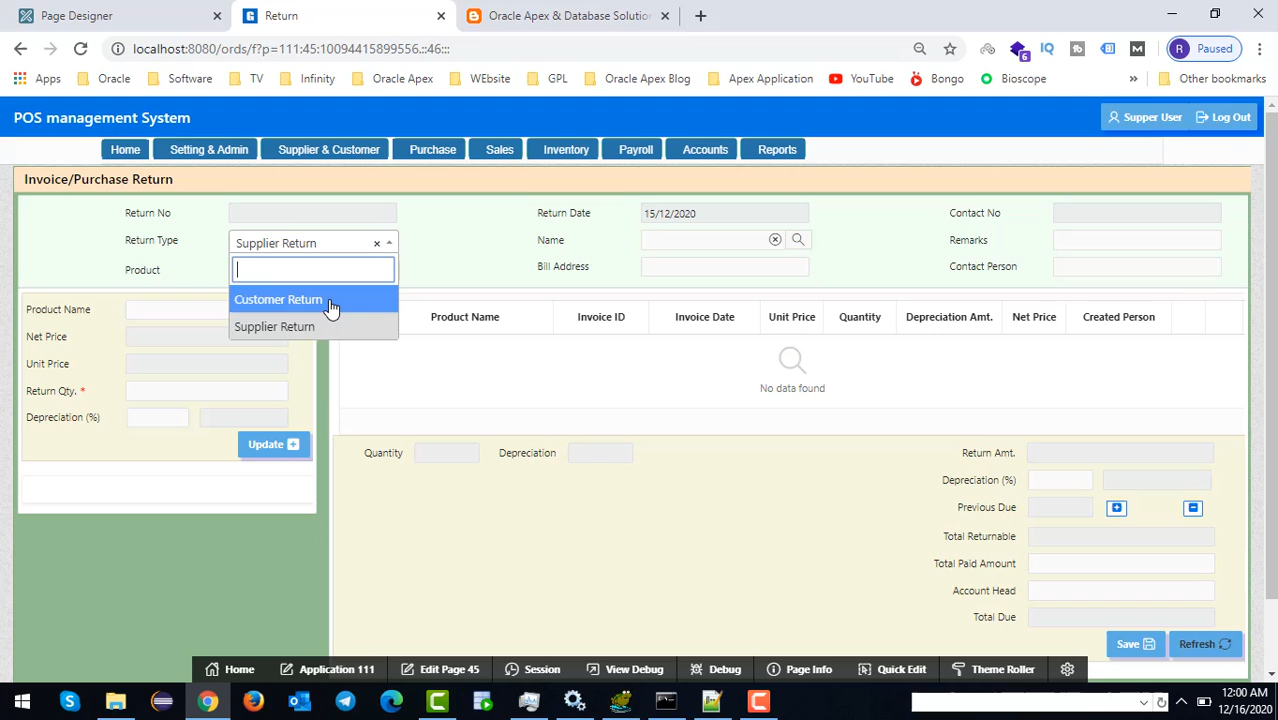 Page Designer
Return
Oracle Apex & Database Solution
localhost:8080/ords/f?p=111:45:10094415899556.::46:::
6
IQ
M
R
Paused
Apps
Oracle
Software
TV
Infinity
Oracle Apex
WEbsite
GPL
Oracle Apex Blog
Apex Application
YouTube
Bongo
Bioscope
»
Other bookmarks
POS management System
Supper User
Log Out
Home
Setting & Admin
Supplier & Customer
Purchase
Sales
Inventory
Payroll
Accounts
Reports
Invoice/Purchase Return
Return No
Return Date
15/12/2020
Contact No
Return Type
Supplier Return
Name
Remarks
Product
Bill Address
Contact Person
Customer Return
Supplier Return
Product Name
Net Price
Unit Price
Return Qty. *
Depreciation (%)
Update
Product Name
Invoice ID
Invoice Date
Unit Price
Quantity
Depreciation Amt.
Net Price
Created Person
No data found
Quantity
Depreciation
Return Amt.
Depreciation (%)
Previous Due
Total Returnable
Total Paid Amount
Account Head
Total Due
Save
Refresh
Home
Application 111
Edit Page 45
Session
View Debug
Debug
Page Info
Quick Edit
Theme Roller
12:00 AM
12/16/2020